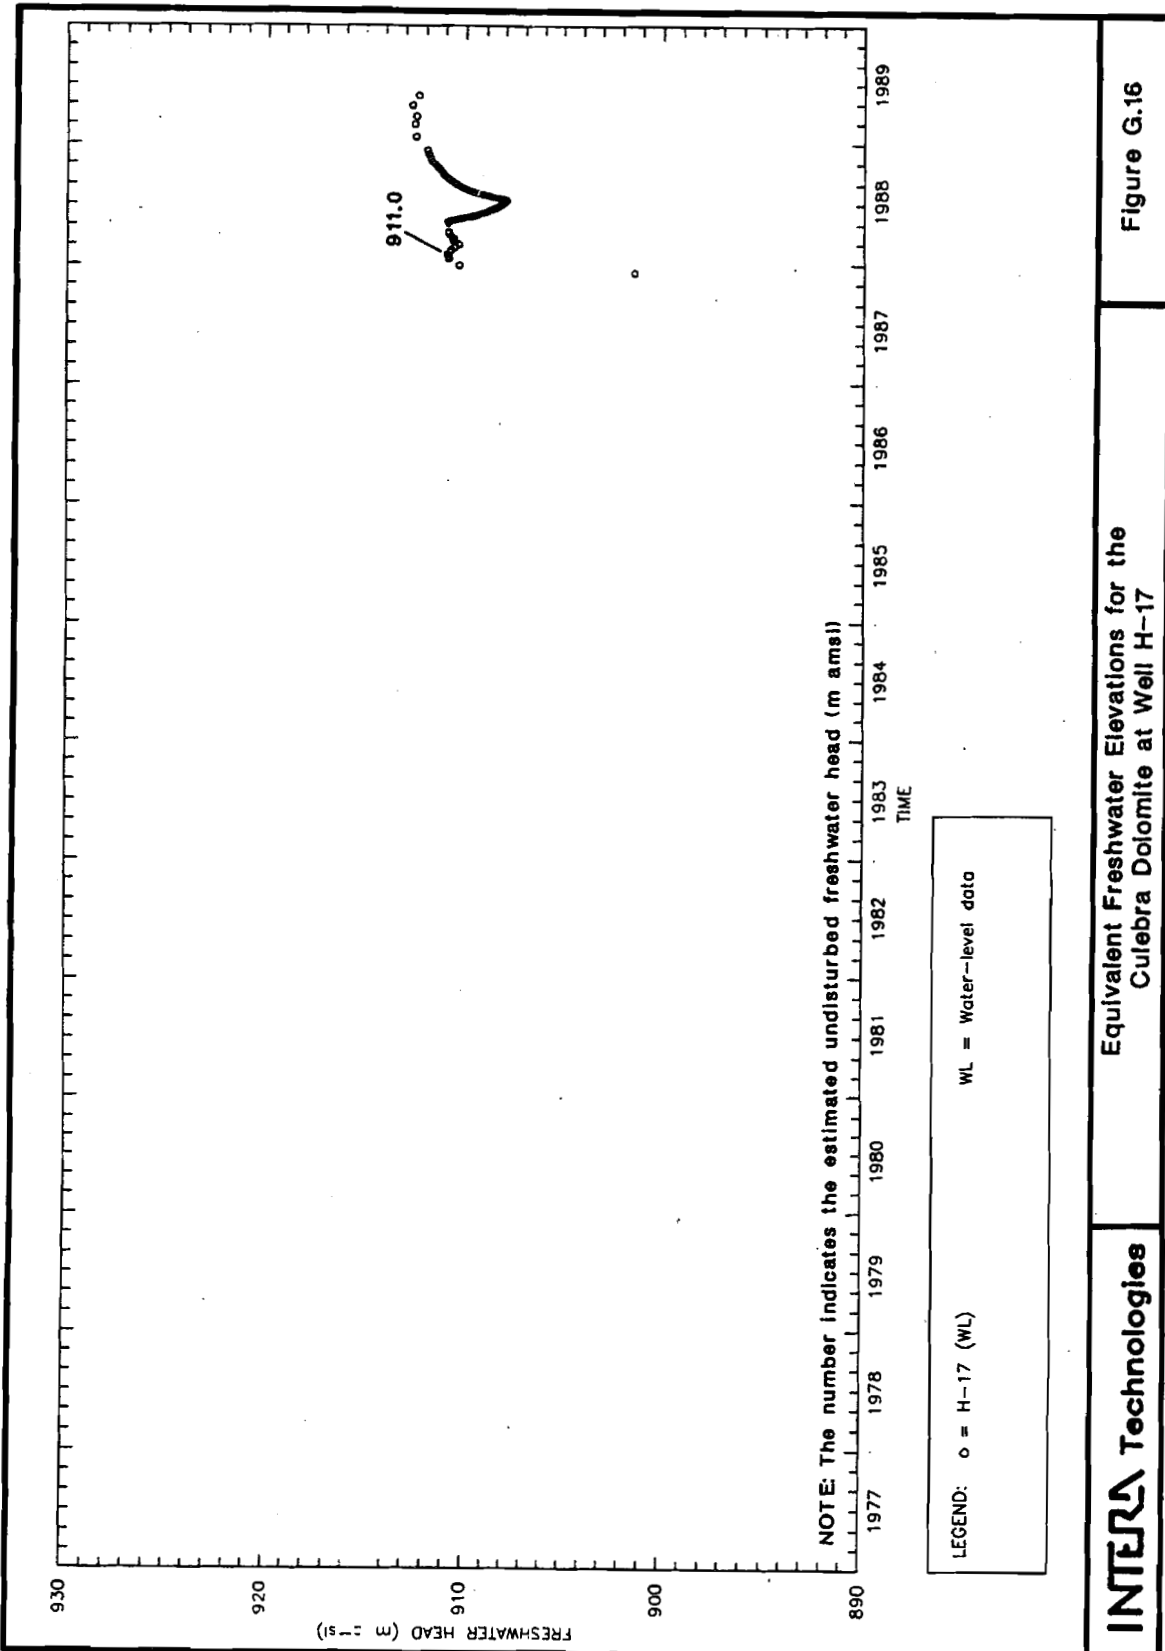 FRESHWATER HEAD (m
930
910
900
890
911.0
NOTE: The number indicates the estimated undisturbed freshwater head (m amsl)
1977 1978 1979 1980 1981 1982 1983 1984 1985 1986 1987 1988 1989
TIME
LEGEND: o = H-17 (WL) WL = Water-level data
INTERA Technologies
Equivalent Freshwater Elevations for the
Culebra Dolomite at Well H-17
Figure G.16
920